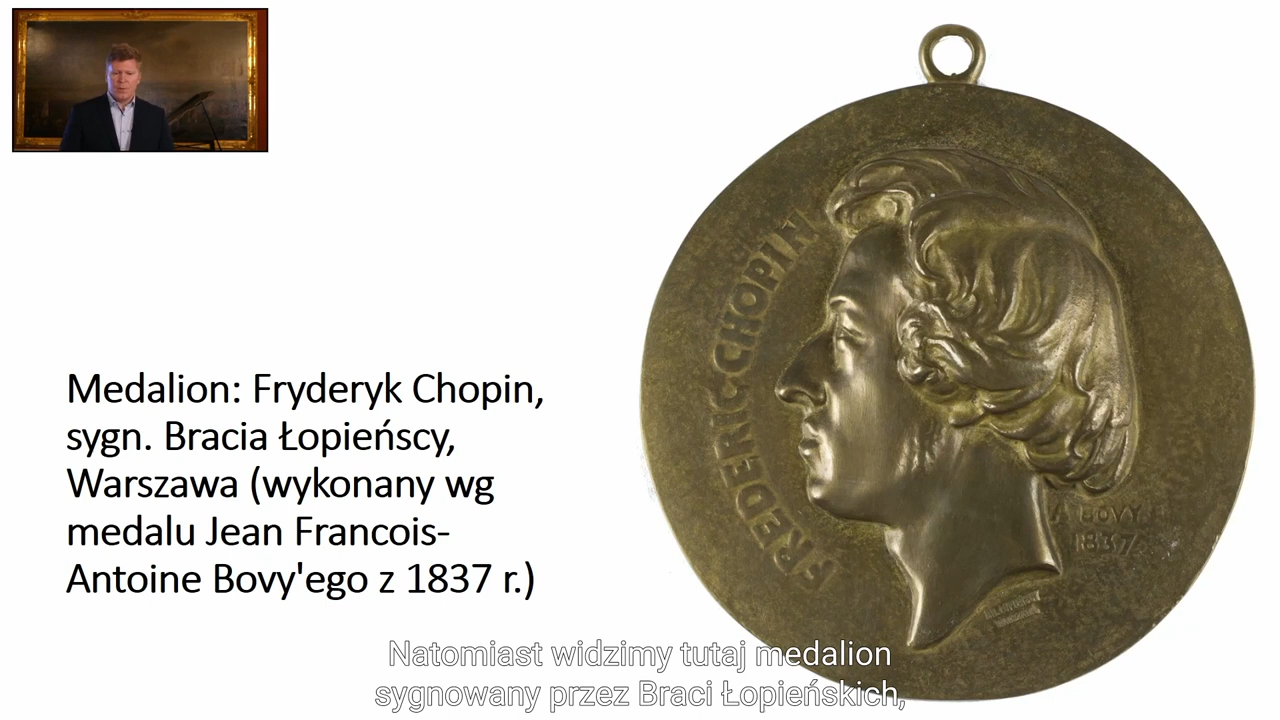 Medalion: Fryderyk Chopin,
sygn. Bracia Łopieńscy,
Warszawa (wykonany wg
medalu Jean Francois-
Antoine Bovy'ego z 1837 r.)
FREDERIC·CHOPIN
A BOVY. F.
1837
Natomiast widzimy tutaj medalion
sygnowany przez Braci Łopieńskich,